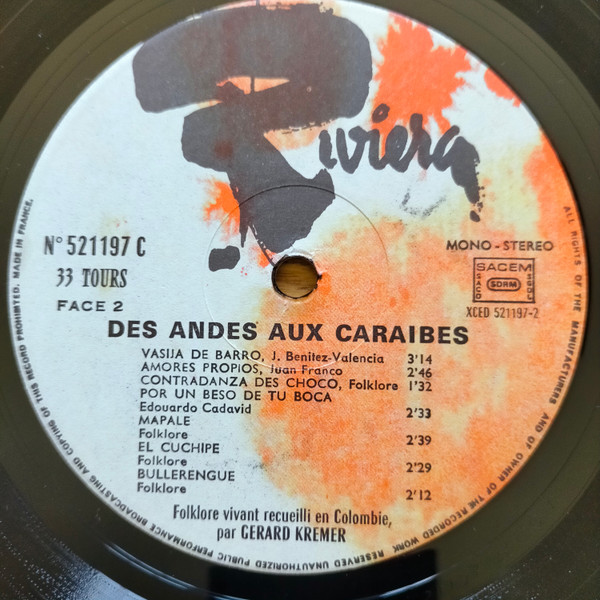 Riviera
N° 521197 C
33 TOURS
FACE 2
MONO - STEREO
SACEM
SACD SDRM SGDL
XCED 521197-2
DES ANDES AUX CARAIBES
VASIJA DE BARRO, J. Benitez-Valencia 3'14
AMORES PROPIOS, Juan Franco 2'46
CONTRADANZA DES CHOCO, Folklore 1'32
POR UN BESO DE TU BOCA
Edouardo Cadavid 2'33
MAPALE
Folklore 2'39
EL CUCHIPE
Folklore 2'29
BULLERENGUE
Folklore 2'12
Folklore vivant recueilli en Colombie,
par GERARD KREMER
ALL RIGHTS OF THE MANUFACTURERS AND OF OWNER OF THE RECORDED WORK RESERVED UNAUTHORIZED PUBLIC PERFORMANCE BROADCASTING AND COPYING OF THIS RECORD PROHIBITED. MADE IN FRANCE.